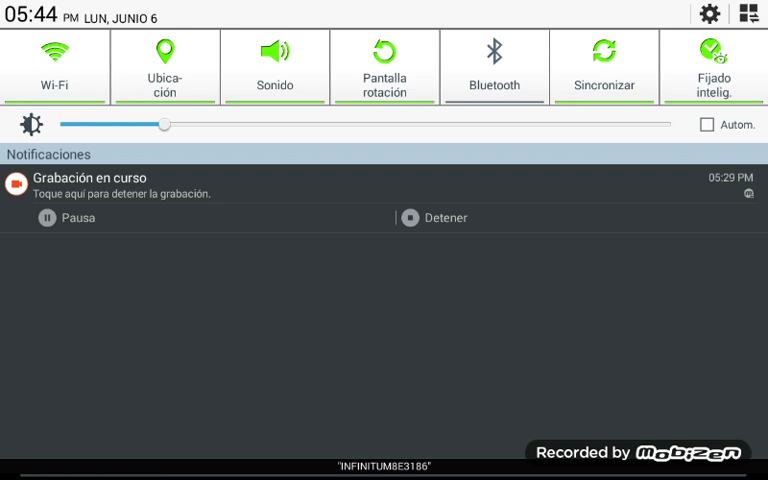 05:44 PM LUN, JUNIO 6
Wi-Fi
Ubica-
ción
Sonido
Pantalla
rotación
Bluetooth
Sincronizar
Fijado
intelig.
Autom.
Notificaciones
Grabación en curso
05:29 PM
Toque aquí para detener la grabación.
Pausa
Detener
Recorded by Mobizen
"INFINITUM8E3186"